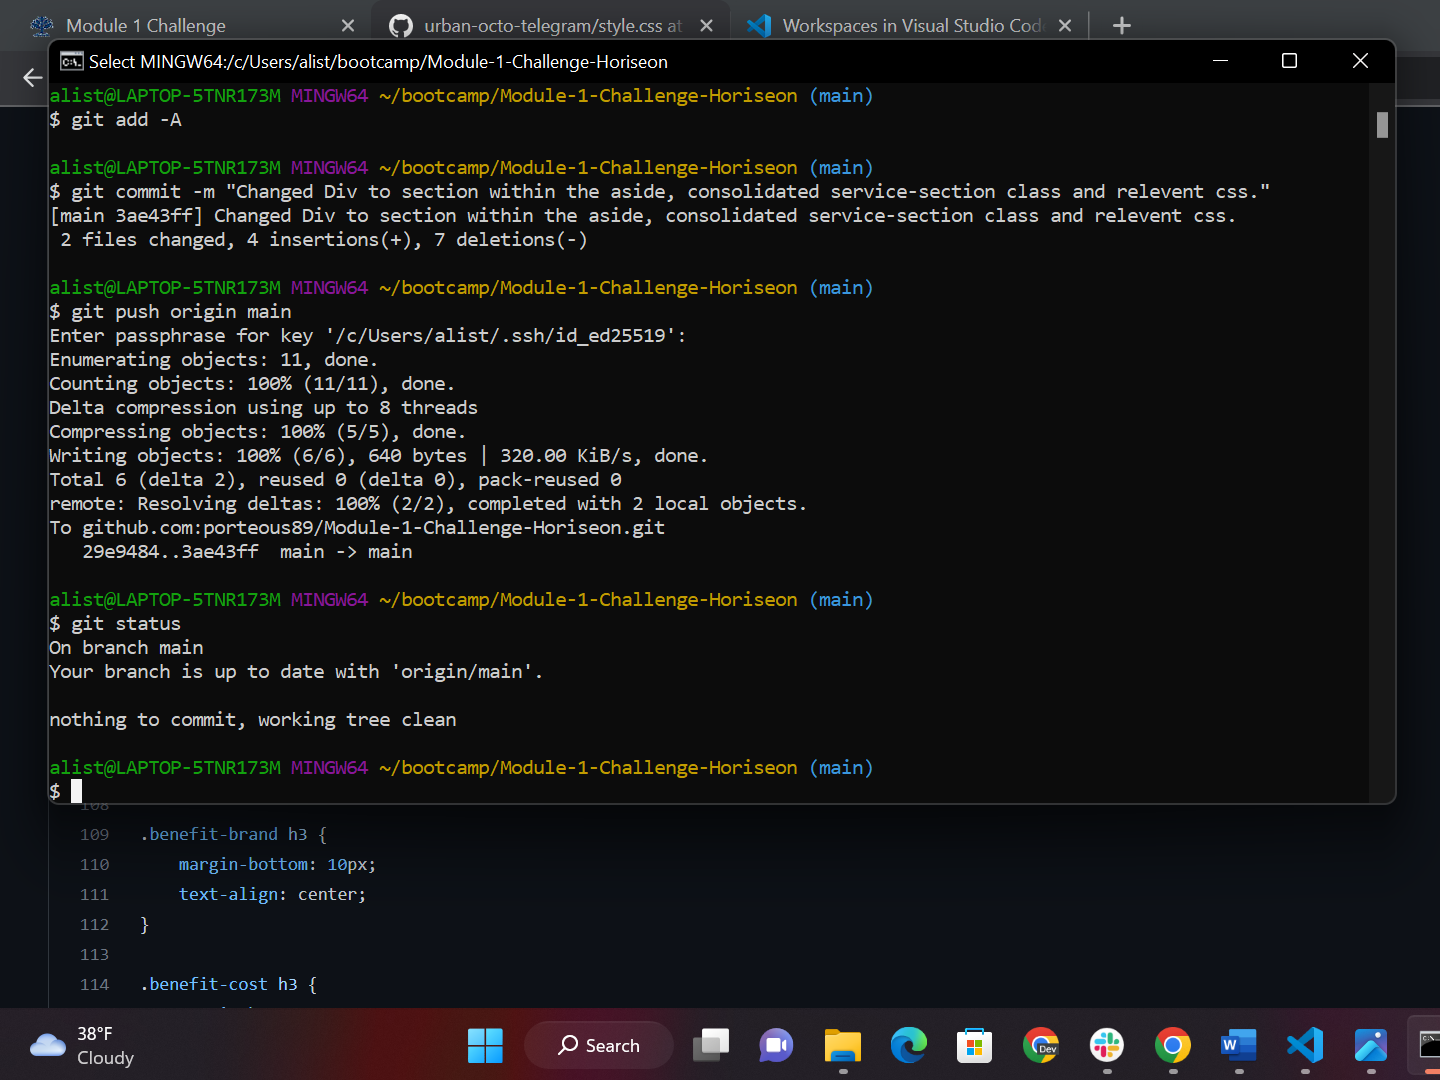 Module 1 Challenge
urban-octo-telegram/style.css at
Workspaces in Visual Studio Code
Select MINGW64:/c/Users/alist/bootcamp/Module-1-Challenge-Horiseon
alist@LAPTOP-5TNR173M MINGW64 ~/bootcamp/Module-1-Challenge-Horiseon (main)
$ git add -A
alist@LAPTOP-5TNR173M MINGW64 ~/bootcamp/Module-1-Challenge-Horiseon (main)
$ git commit -m "Changed Div to section within the aside, consolidated service-section class and relevent css."
[main 3ae43ff] Changed Div to section within the aside, consolidated service-section class and relevent css.
2 files changed, 4 insertions(+), 7 deletions(-)
alist@LAPTOP-5TNR173M MINGW64 ~/bootcamp/Module-1-Challenge-Horiseon (main)
$ git push origin main
Enter passphrase for key '/c/Users/alist/.ssh/id_ed25519':
Enumerating objects: 11, done.
Counting objects: 100% (11/11), done.
Delta compression using up to 8 threads
Compressing objects: 100% (5/5), done.
Writing objects: 100% (6/6), 640 bytes | 320.00 KiB/s, done.
Total 6 (delta 2), reused 0 (delta 0), pack-reused 0
remote: Resolving deltas: 100% (2/2), completed with 2 local objects.
To github.com:porteous89/Module-1-Challenge-Horiseon.git
29e9484..3ae43ff  main -> main
alist@LAPTOP-5TNR173M MINGW64 ~/bootcamp/Module-1-Challenge-Horiseon (main)
$ git status
On branch main
Your branch is up to date with 'origin/main'.
nothing to commit, working tree clean
alist@LAPTOP-5TNR173M MINGW64 ~/bootcamp/Module-1-Challenge-Horiseon (main)
$
108
109 .benefit-brand h3 {
110 margin-bottom: 10px;
111 text-align: center;
112 }
113
114 .benefit-cost h3 {
38°F
Cloudy
Search
Dev